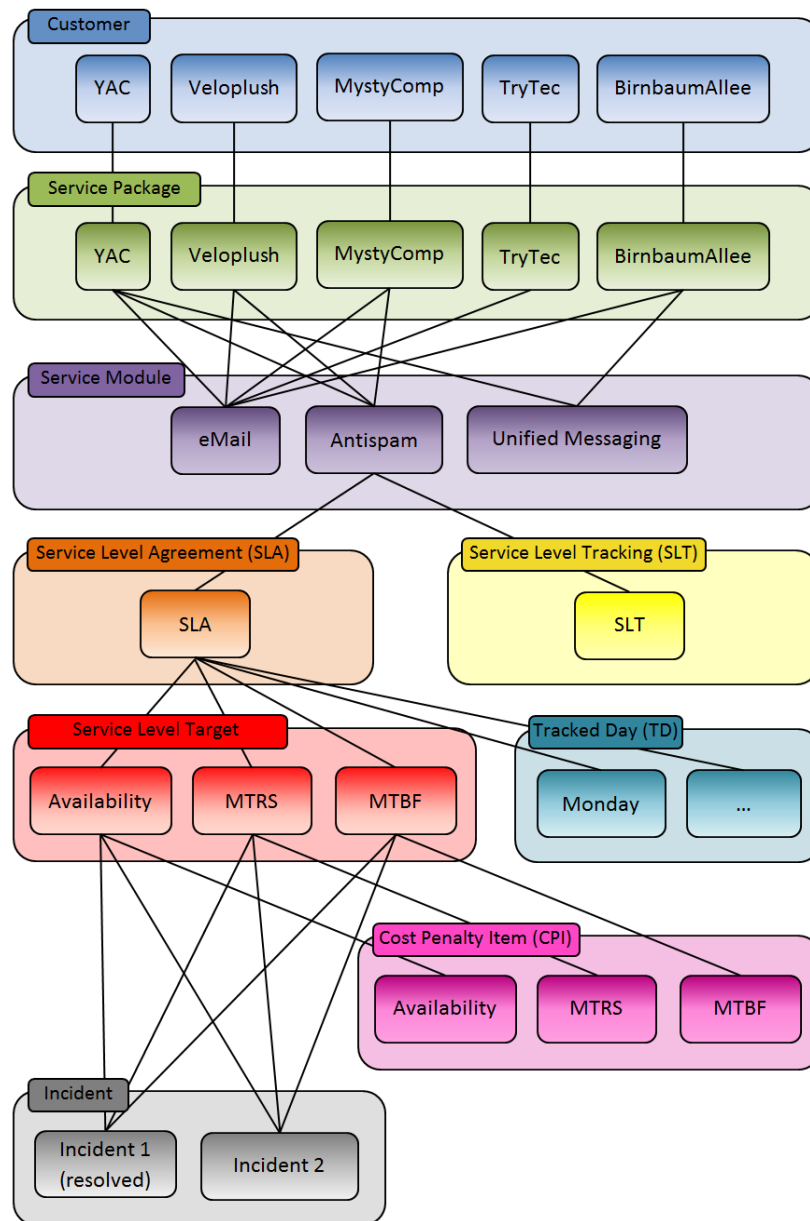 Customer
YAC
Veloplush
MystyComp
TryTec
BirnbaumAllee
Service Package
YAC
Veloplush
MystyComp
TryTec
BirnbaumAllee
Service Module
eMail
Antispam
Unified Messaging
Service Level Agreement (SLA)
Service Level Tracking (SLT)
SLA
SLT
Service Level Target
Tracked Day (TD)
Availability
MTRS
MTBF
Monday
...
Cost Penalty Item (CPI)
Availability
MTRS
MTBF
Incident
Incident 1
(resolved)
Incident 2